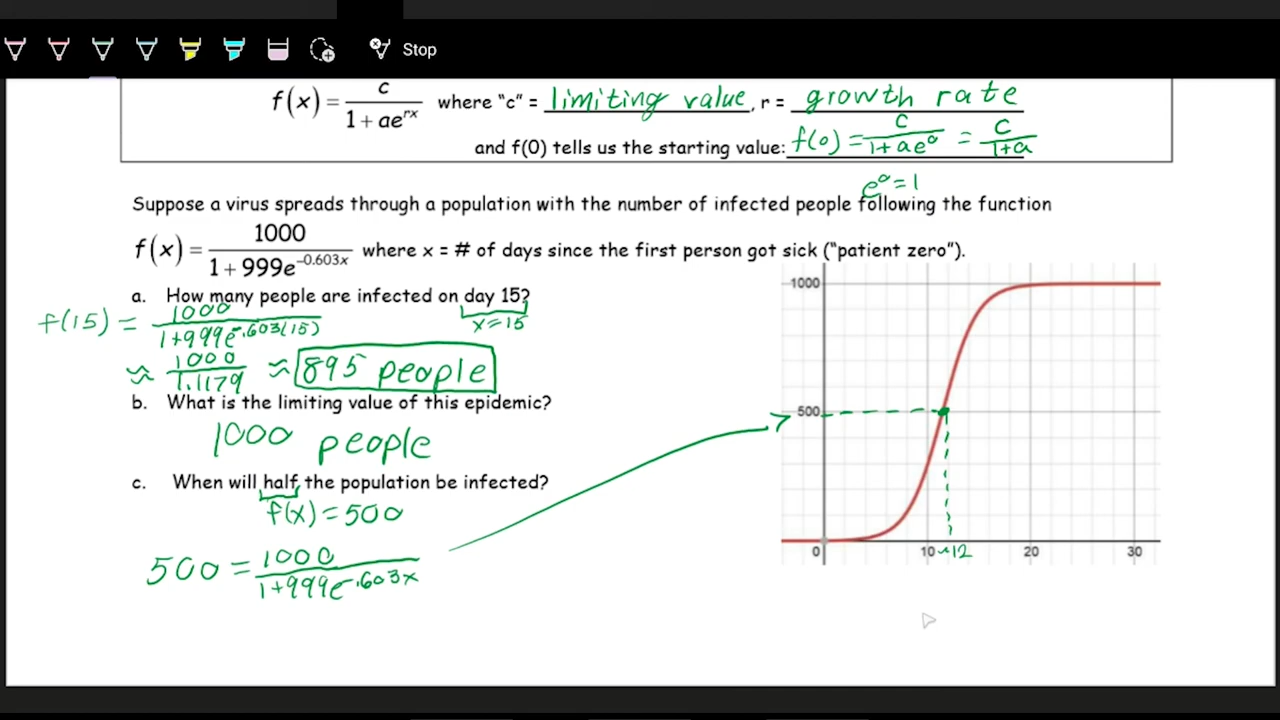 Stop
f(x) = c / 1 + ae^rx where "c" = limiting value, r = growth rate
and f(0) tells us the starting value: f(0) = c / 1+ae^0 = c / 1+a
e^0 = 1
Suppose a virus spreads through a population with the number of infected people following the function
f(x) = 1000 / 1 + 999e^-0.603x where x = # of days since the first person got sick ("patient zero").
a. How many people are infected on day 15?
x=15
f(15) = 1000 / 1+999e^-.603(15)
≈ 1000 / 1.1179 ≈ 895 people
b. What is the limiting value of this epidemic?
1000 people
c. When will half the population be infected?
f(x) = 500
500 = 1000 / 1+999e^-.603x
1000
500
0 10 ~12 20 30